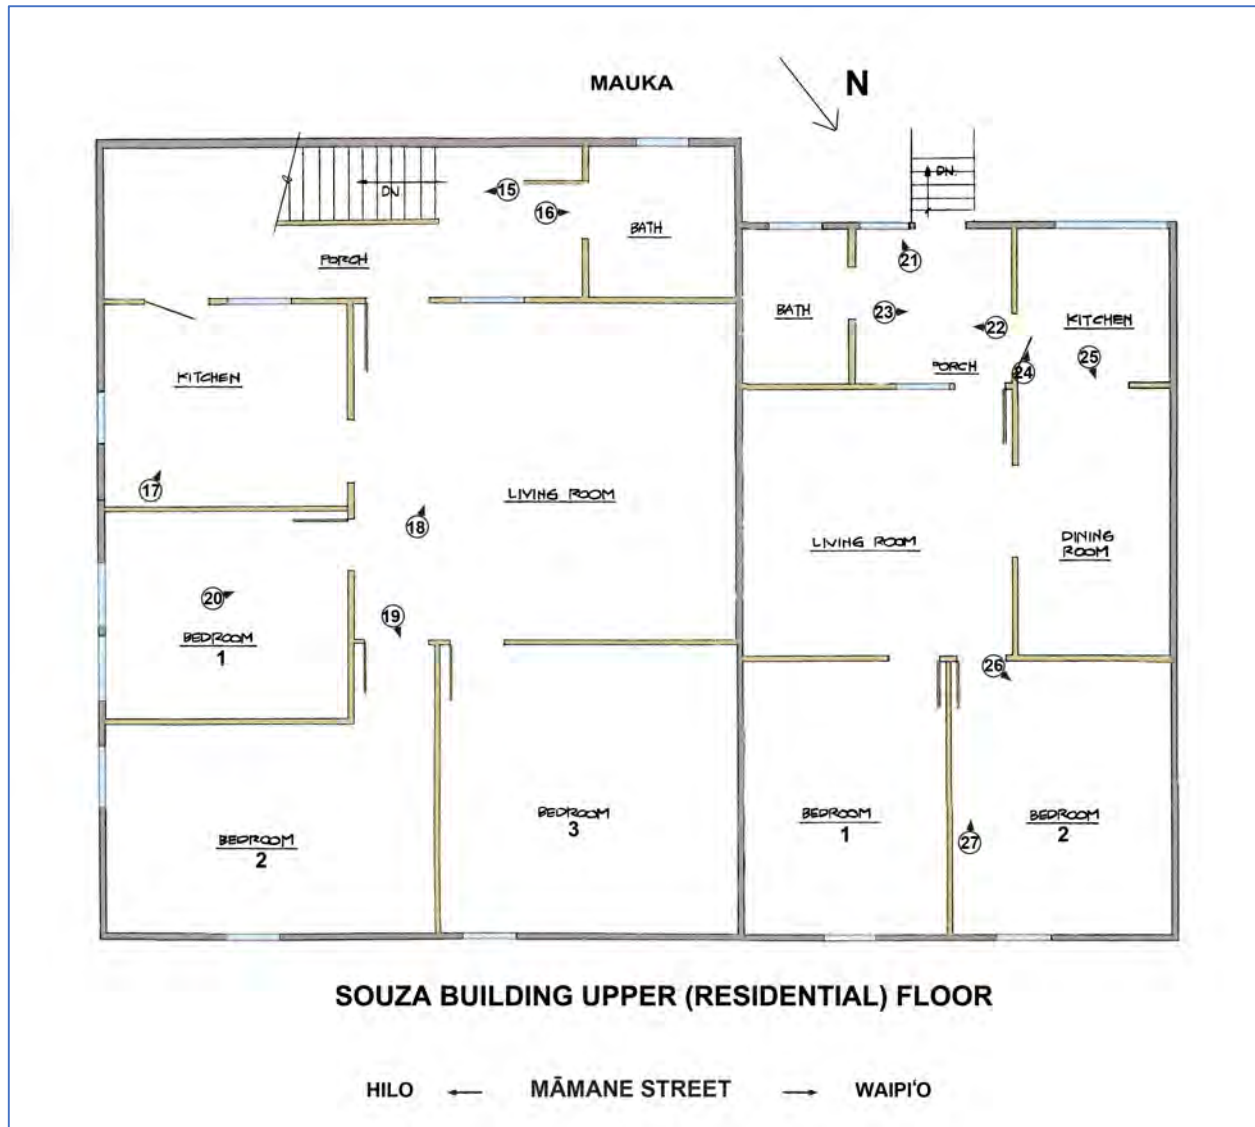 MAUKA
N
DN
DN.
15
16
BATH
PORCH
21
BATH
23
22
KITCHEN
25
PORCH
24
KITCHEN
17
LIVING ROOM
18
LIVING ROOM
DINING
ROOM
20
19
BEDROOM
1
26
BEDROOM
2
BEDROOM
3
BEDROOM
1
27
BEDROOM
2
SOUZA BUILDING UPPER (RESIDENTIAL) FLOOR
HILO ← MĀMANE STREET → WAIPIʻO